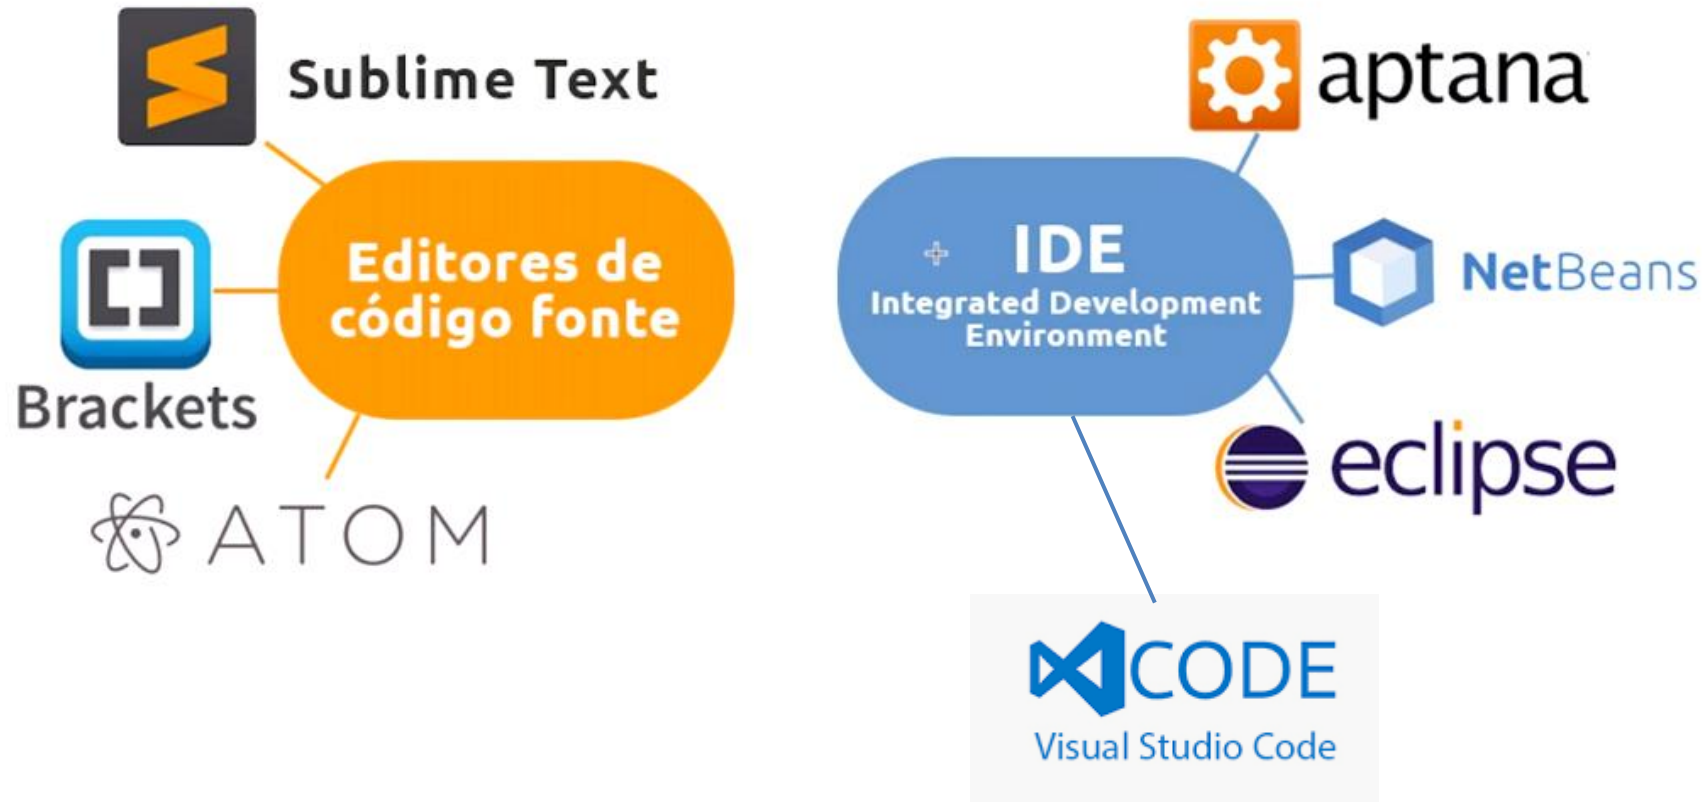 Sublime Text
Editores de
código fonte
Brackets
ATOM
aptana
IDE
Integrated Development
Environment
NetBeans
eclipse
CODE
Visual Studio Code